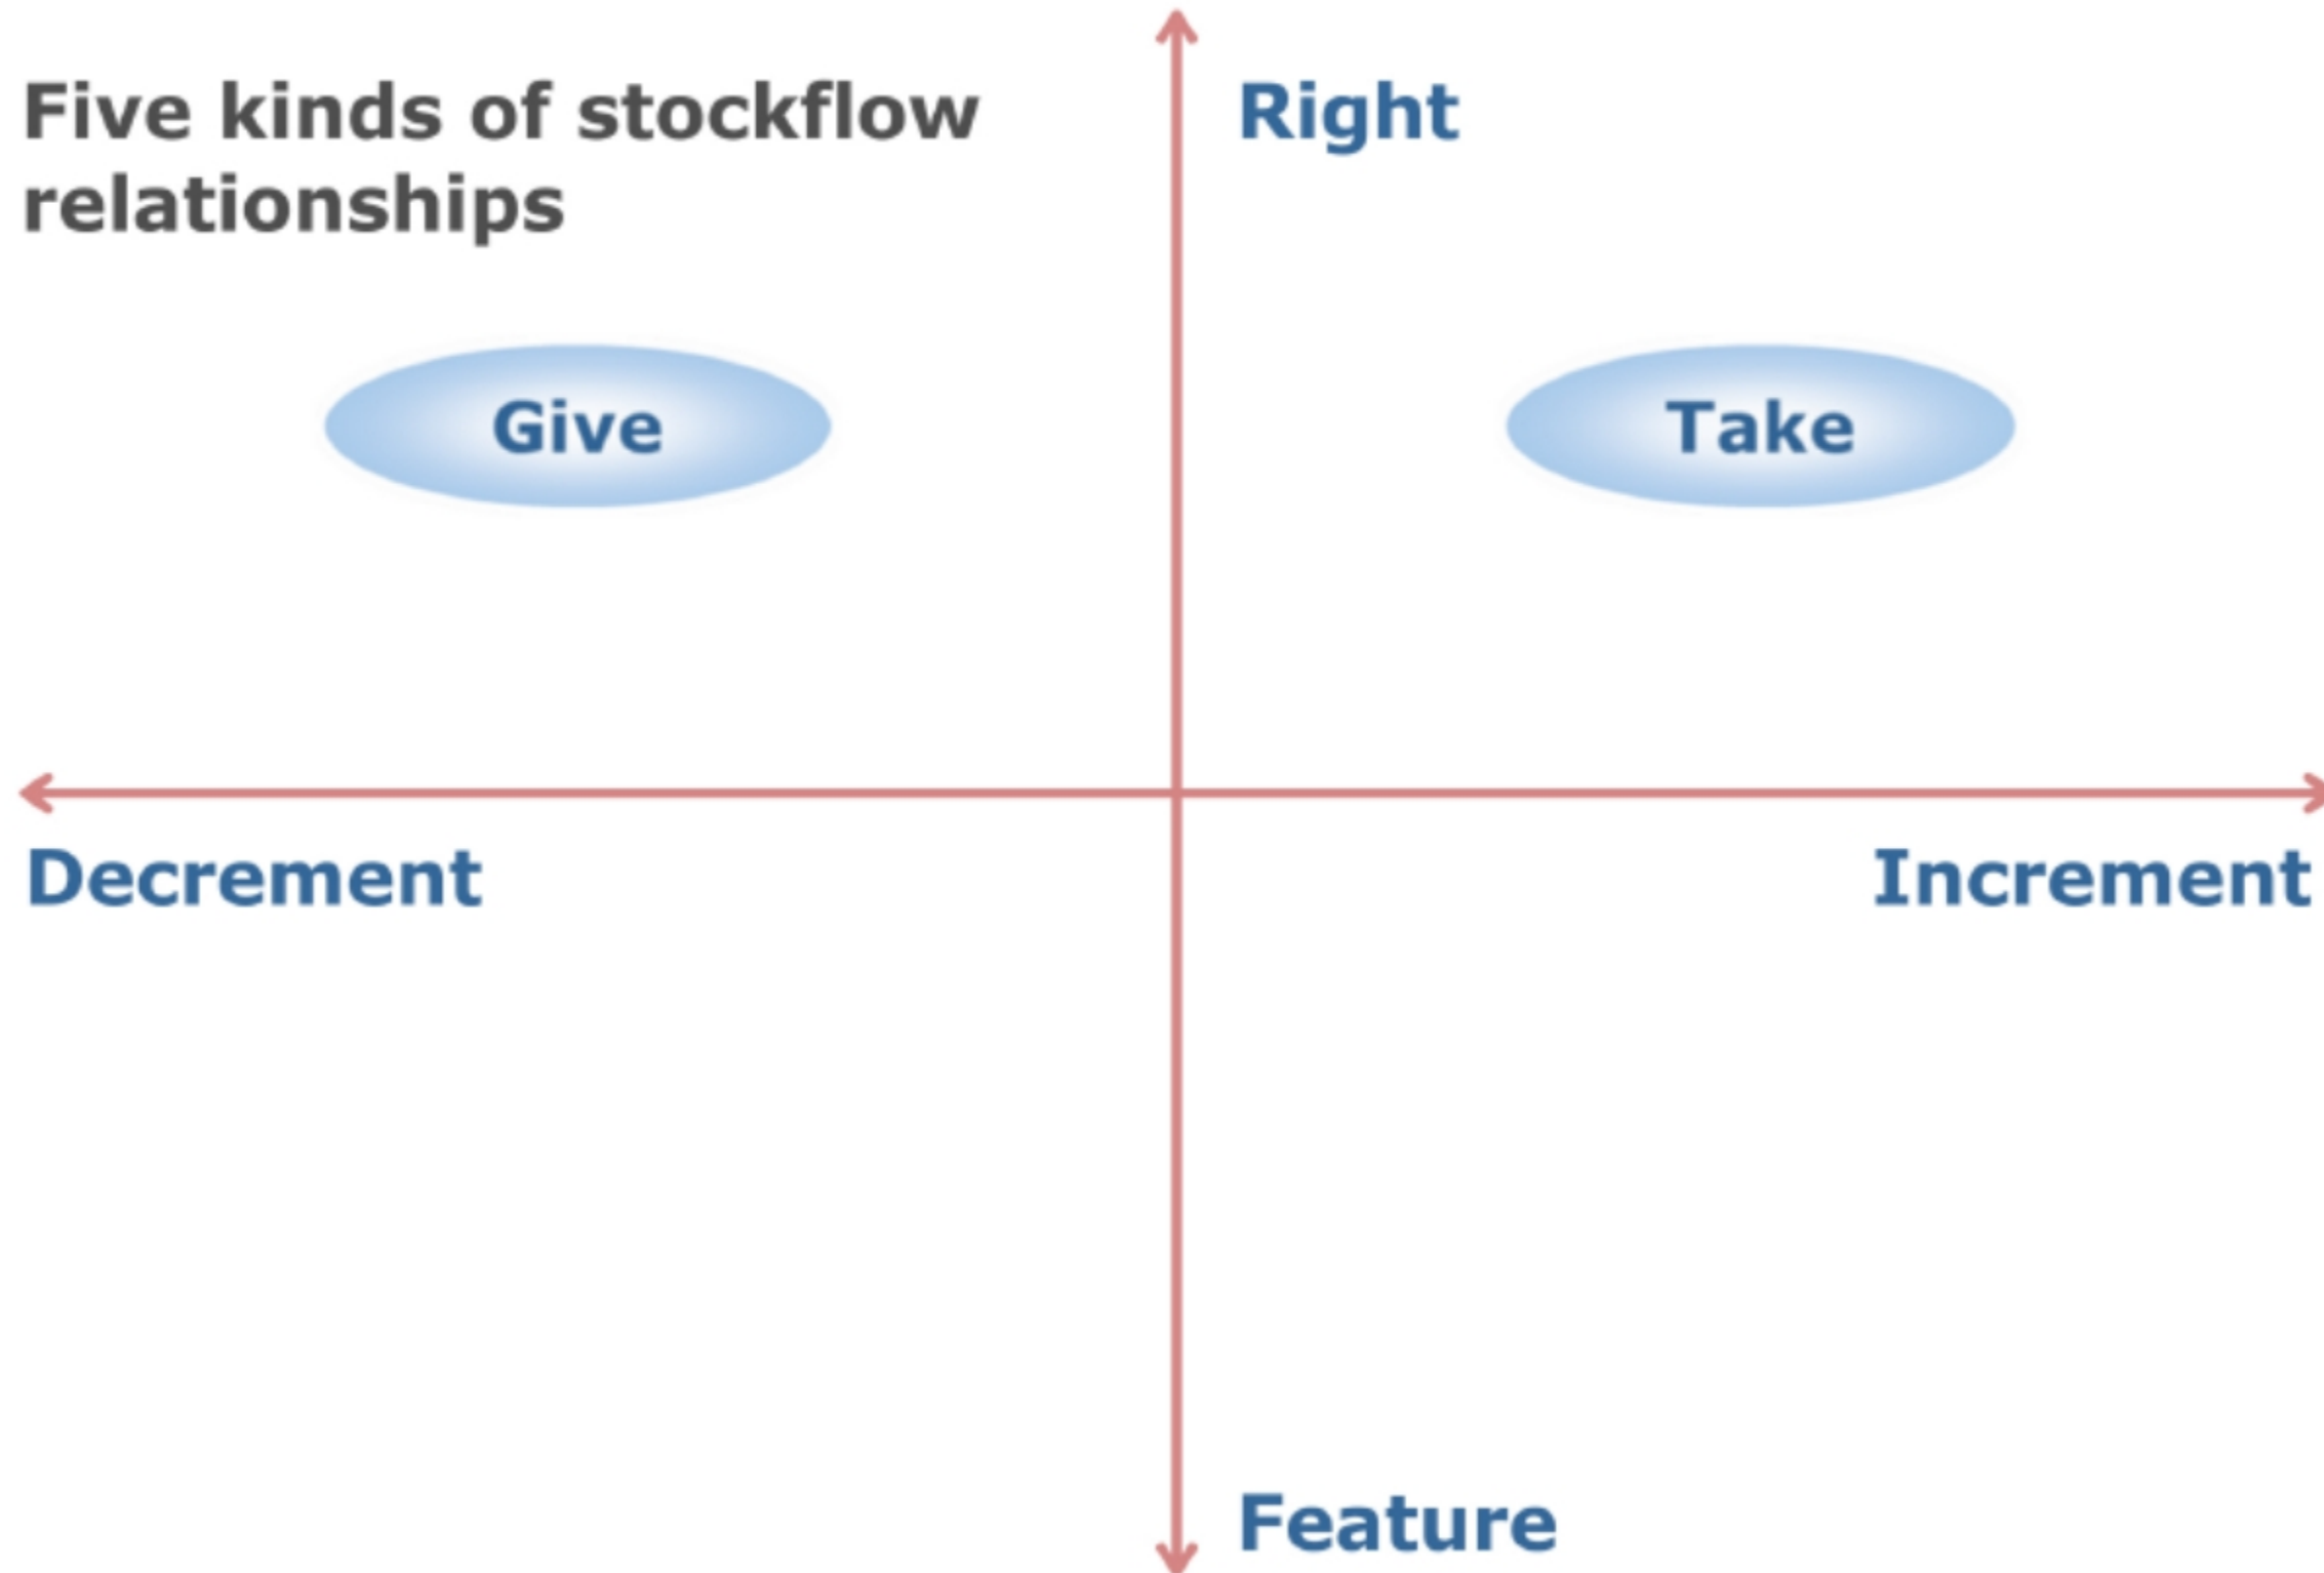 Five kinds of stockflow
relationships
Right
Give
Take
Decrement
Increment
Feature